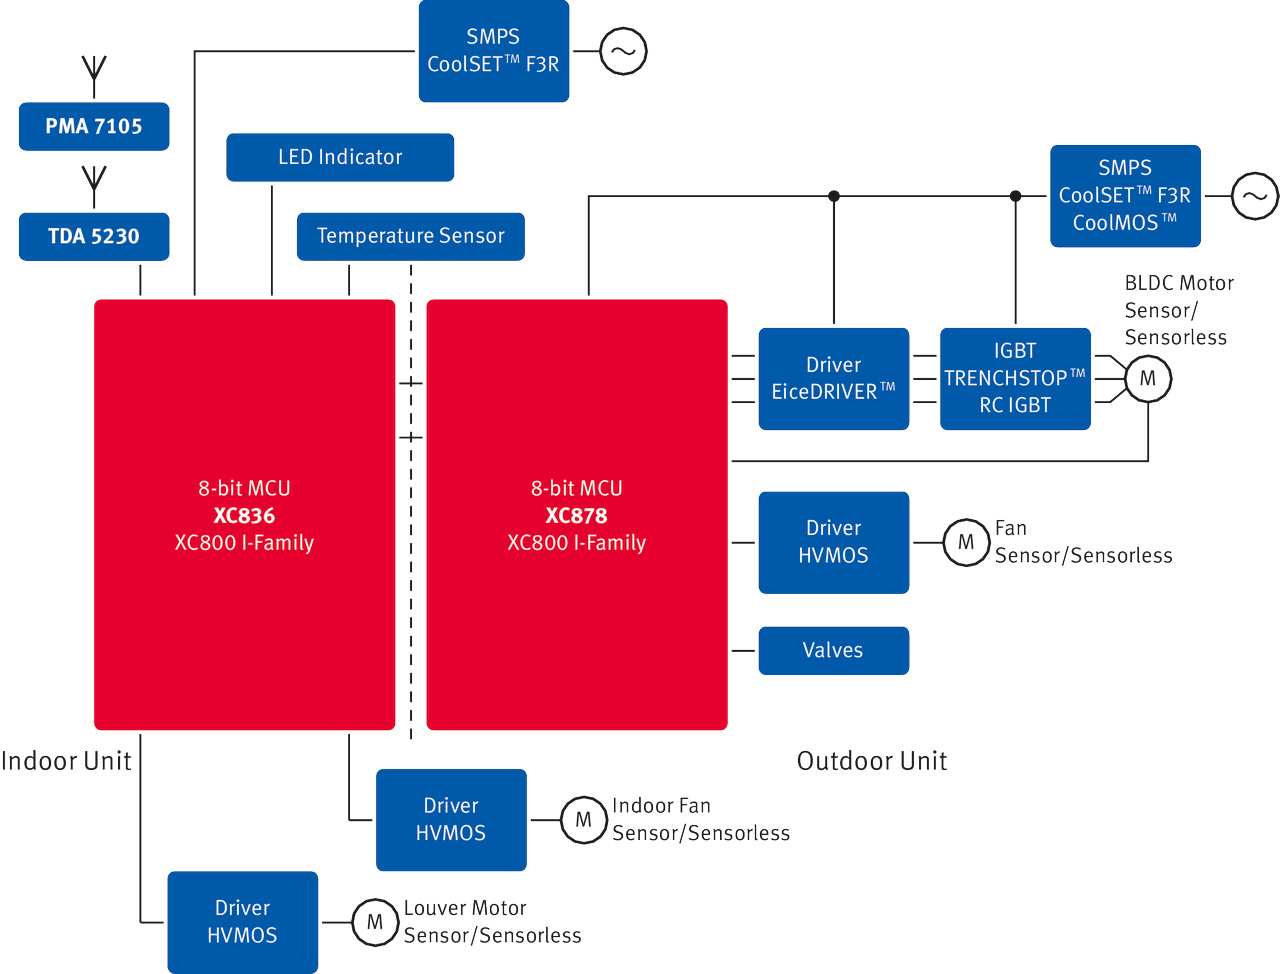 SMPS
CoolSET™ F3R
PMA 7105
LED Indicator
TDA 5230
Temperature Sensor
SMPS
CoolSET™ F3R
CoolMOS™
BLDC Motor
Sensor/
Sensorless
M
Driver
EiceDRIVER™
IGBT
TRENCHSTOP™
RC IGBT
8-bit MCU
XC836
XC800 I-Family
8-bit MCU
XC878
XC800 I-Family
Driver
HVMOS
M
Fan
Sensor/Sensorless
Valves
Indoor Unit
Outdoor Unit
Driver
HVMOS
M
Indoor Fan
Sensor/Sensorless
Driver
HVMOS
M
Louver Motor
Sensor/Sensorless